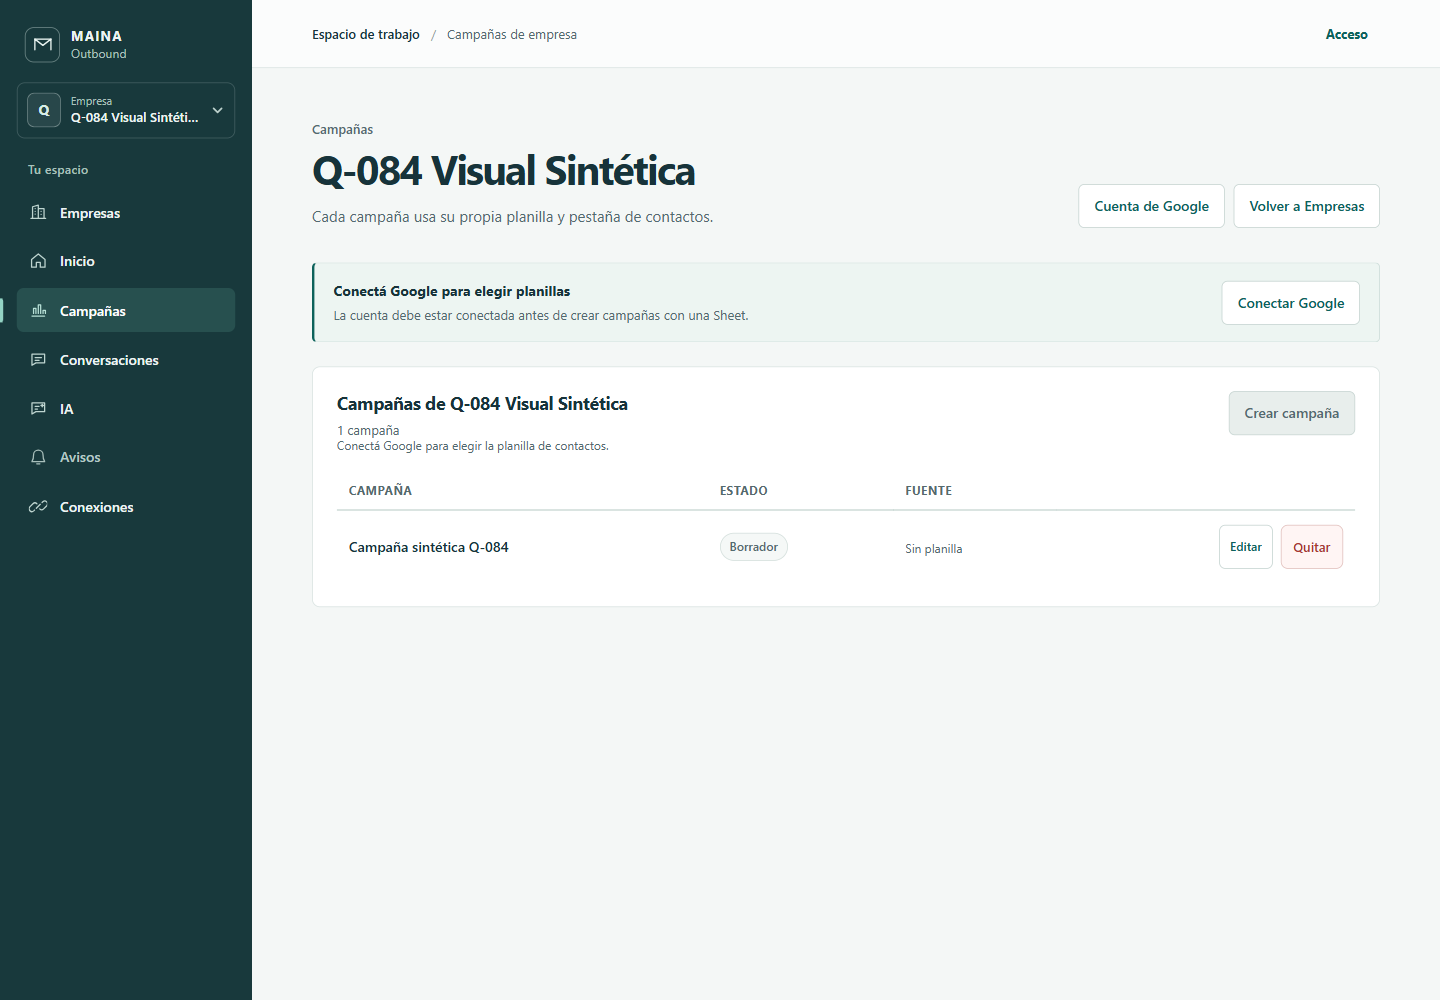 MAINA
Outbound
Q
Empresa
Q-084 Visual Sintéti...
Tu espacio
Empresas
Inicio
Campañas
Conversaciones
IA
Avisos
Conexiones
Espacio de trabajo / Campañas de empresa
Acceso
Campañas
Q-084 Visual Sintética
Cada campaña usa su propia planilla y pestaña de contactos.
Cuenta de Google
Volver a Empresas
Conectá Google para elegir planillas
La cuenta debe estar conectada antes de crear campañas con una Sheet.
Conectar Google
Campañas de Q-084 Visual Sintética
1 campaña
Conectá Google para elegir la planilla de contactos.
Crear campaña
CAMPAÑA ESTADO FUENTE
Campaña sintética Q-084 Borrador Sin planilla Editar Quitar